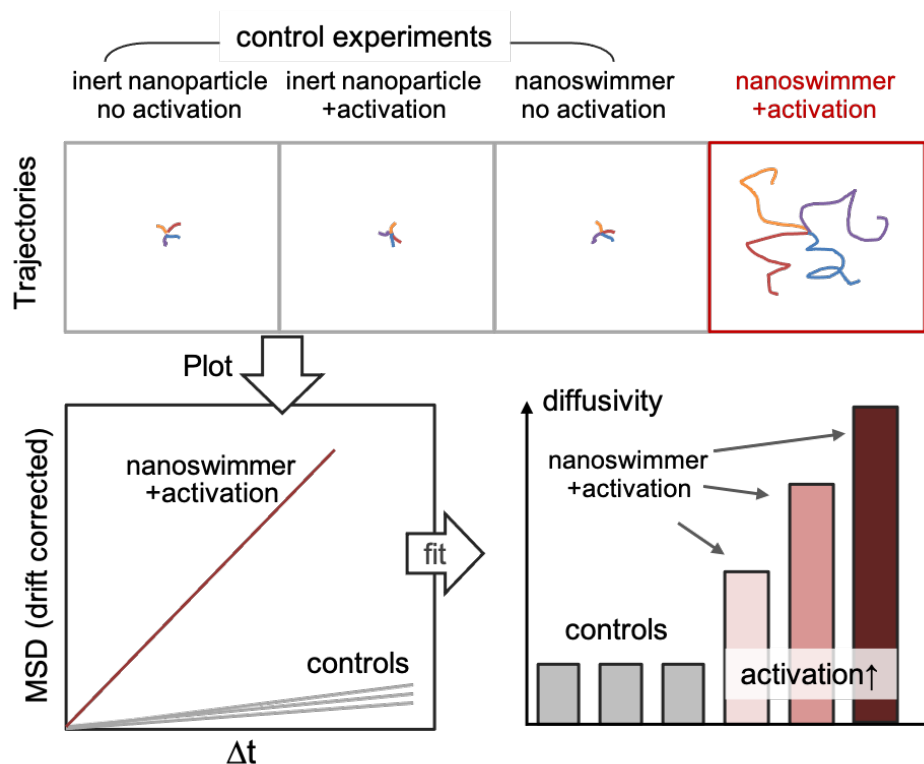 control experiments
inert nanoparticle
no activation
inert nanoparticle
+activation
nanoswimmer
no activation
nanoswimmer
+activation
Trajectories
Plot
MSD (drift corrected)
nanoswimmer
+activation
controls
Δt
fit
diffusivity
nanoswimmer
+activation
controls
activation↑